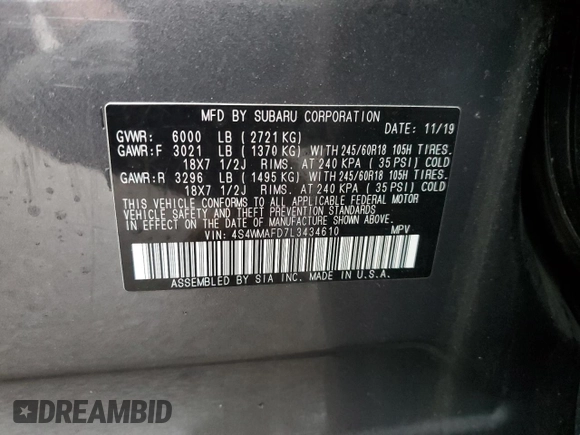 MFD BY SUBARU CORPORATION
GVWR: 6000 LB ( 2721 KG) DATE: 11/19
GAWR:F 3021 LB ( 1370 KG) WITH 245/60R18 105H TIRES.
18X7 1/2J RIMS. AT 240 KPA ( 35 PSI) COLD
GAWR:R 3296 LB ( 1495 KG) WITH 245/60R18 105H TIRES.
18X7 1/2J RIMS. AT 240 KPA ( 35 PSI) COLD
THIS VEHICLE CONFORMS TO ALL APPLICABLE FEDERAL MOTOR
VEHICLE SAFETY AND THEFT PREVENTION STANDARDS
IN EFFECT ON THE DATE OF MANUFACTURE SHOWN ABOVE.
VIN: 4S4WMAFD7L3434610 MPV
ASSEMBLED BY SIA INC. MADE IN U.S.A.
DREAMBID